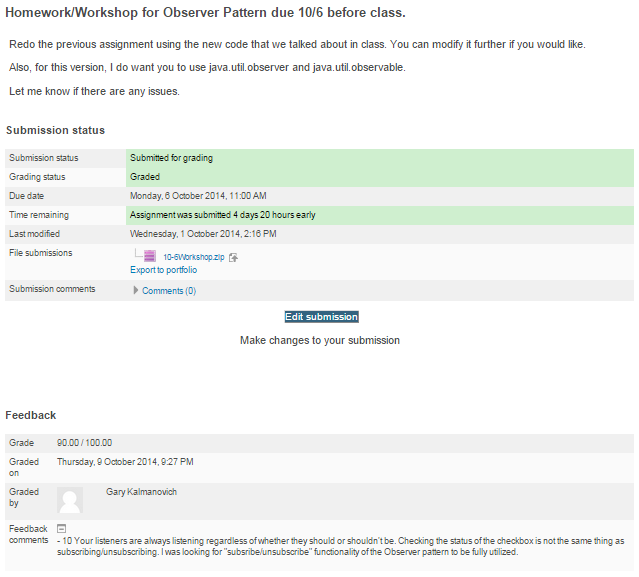 Homework/Workshop for Observer Pattern due 10/6 before class.
Redo the previous assignment using the new code that we talked about in class. You can modify it further if you would like.
Also, for this version, I do want you to use java.util.observer and java.util.observable.
Let me know if there are any issues.
Submission status
Submission status Submitted for grading
Grading status Graded
Due date Monday, 6 October 2014, 11:00 AM
Time remaining Assignment was submitted 4 days 20 hours early
Last modified Wednesday, 1 October 2014, 2:16 PM
File submissions 10-6Workshop.zip
Export to portfolio
Submission comments Comments (0)
Edit submission
Make changes to your submission
Feedback
Grade 90.00 / 100.00
Graded on Thursday, 9 October 2014, 9:27 PM
Graded by Gary Kalmanovich
Feedback comments
- 10 Your listeners are always listening regardless of whether they should or shouldn't be. Checking the status of the checkbox is not the same thing as
subscribing/unsubscribing. I was looking for "subsribe/unsubscribe" functionality of the Observer pattern to be fully utilized.